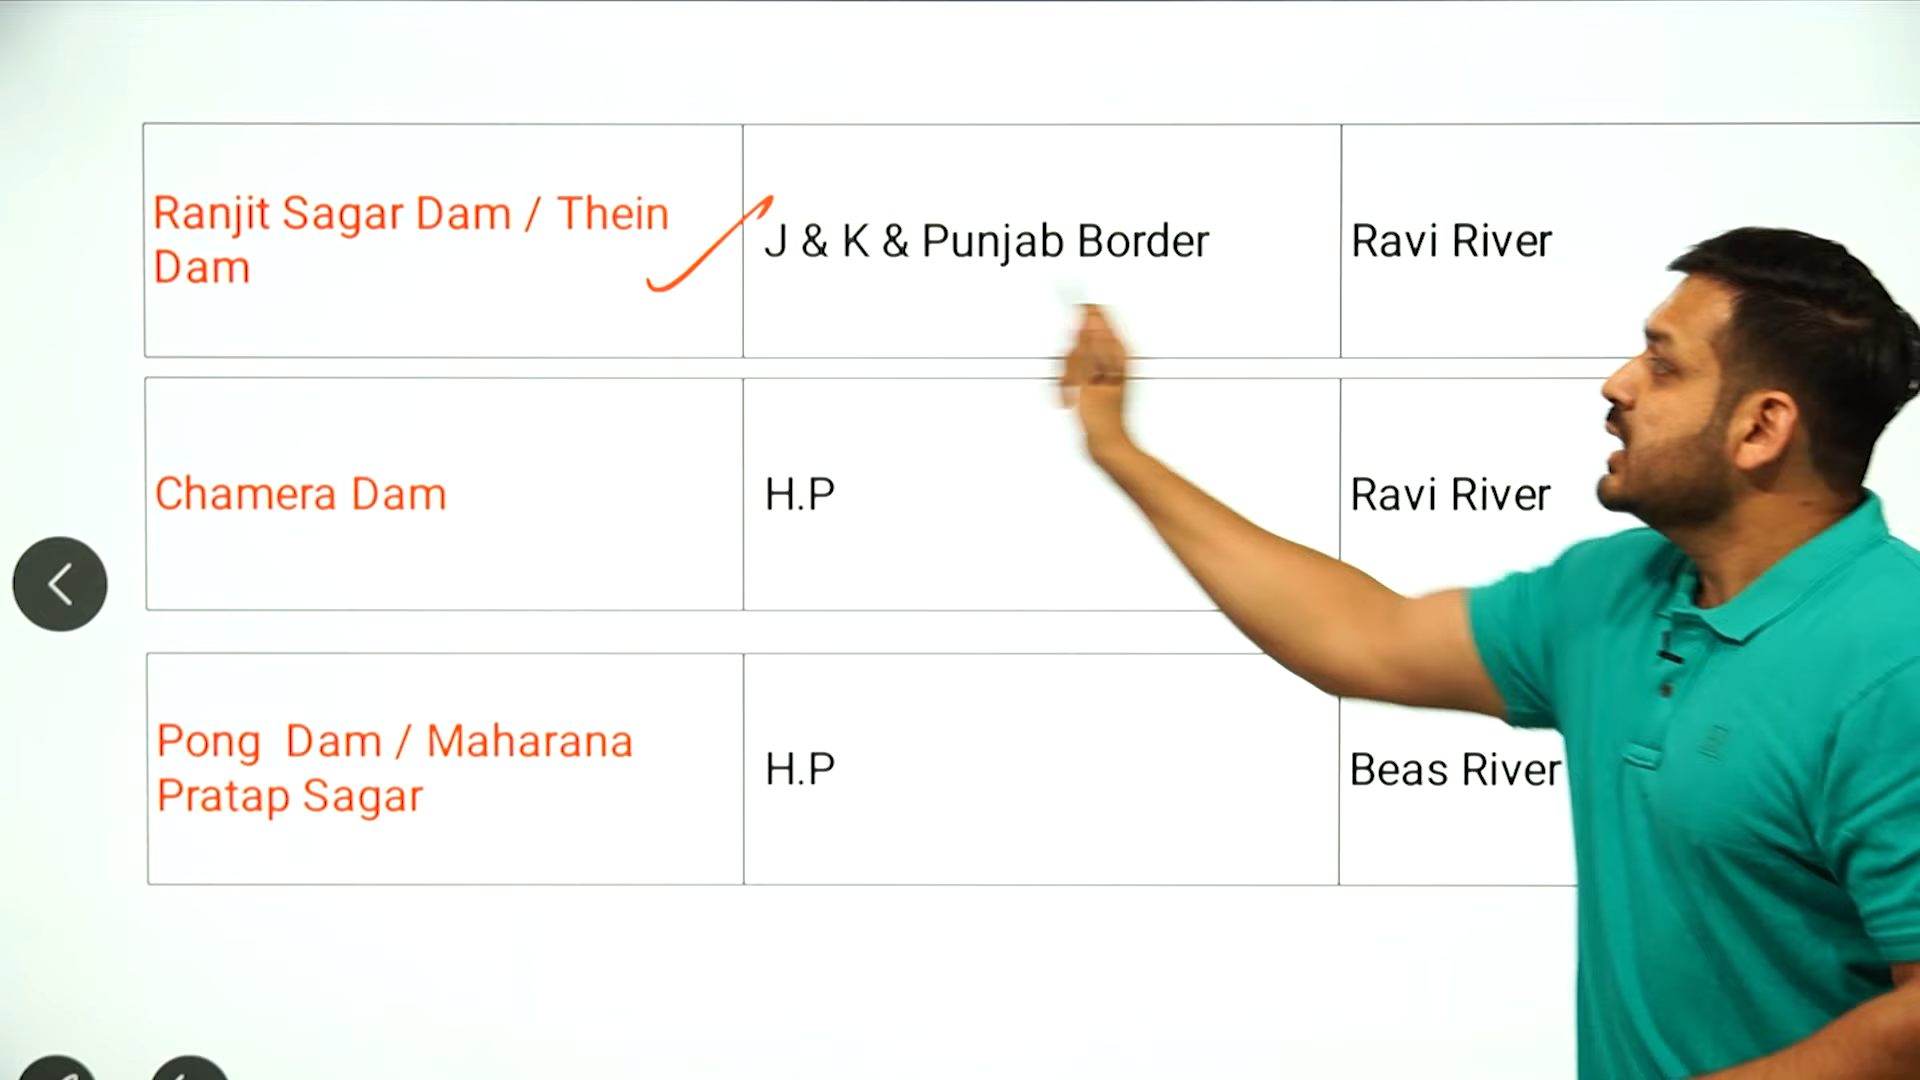 Ranjit Sagar Dam / Thein
Dam
J & K & Punjab Border
Ravi River
Chamera Dam
H.P
Ravi River
Pong Dam / Maharana
Pratap Sagar
H.P
Beas River